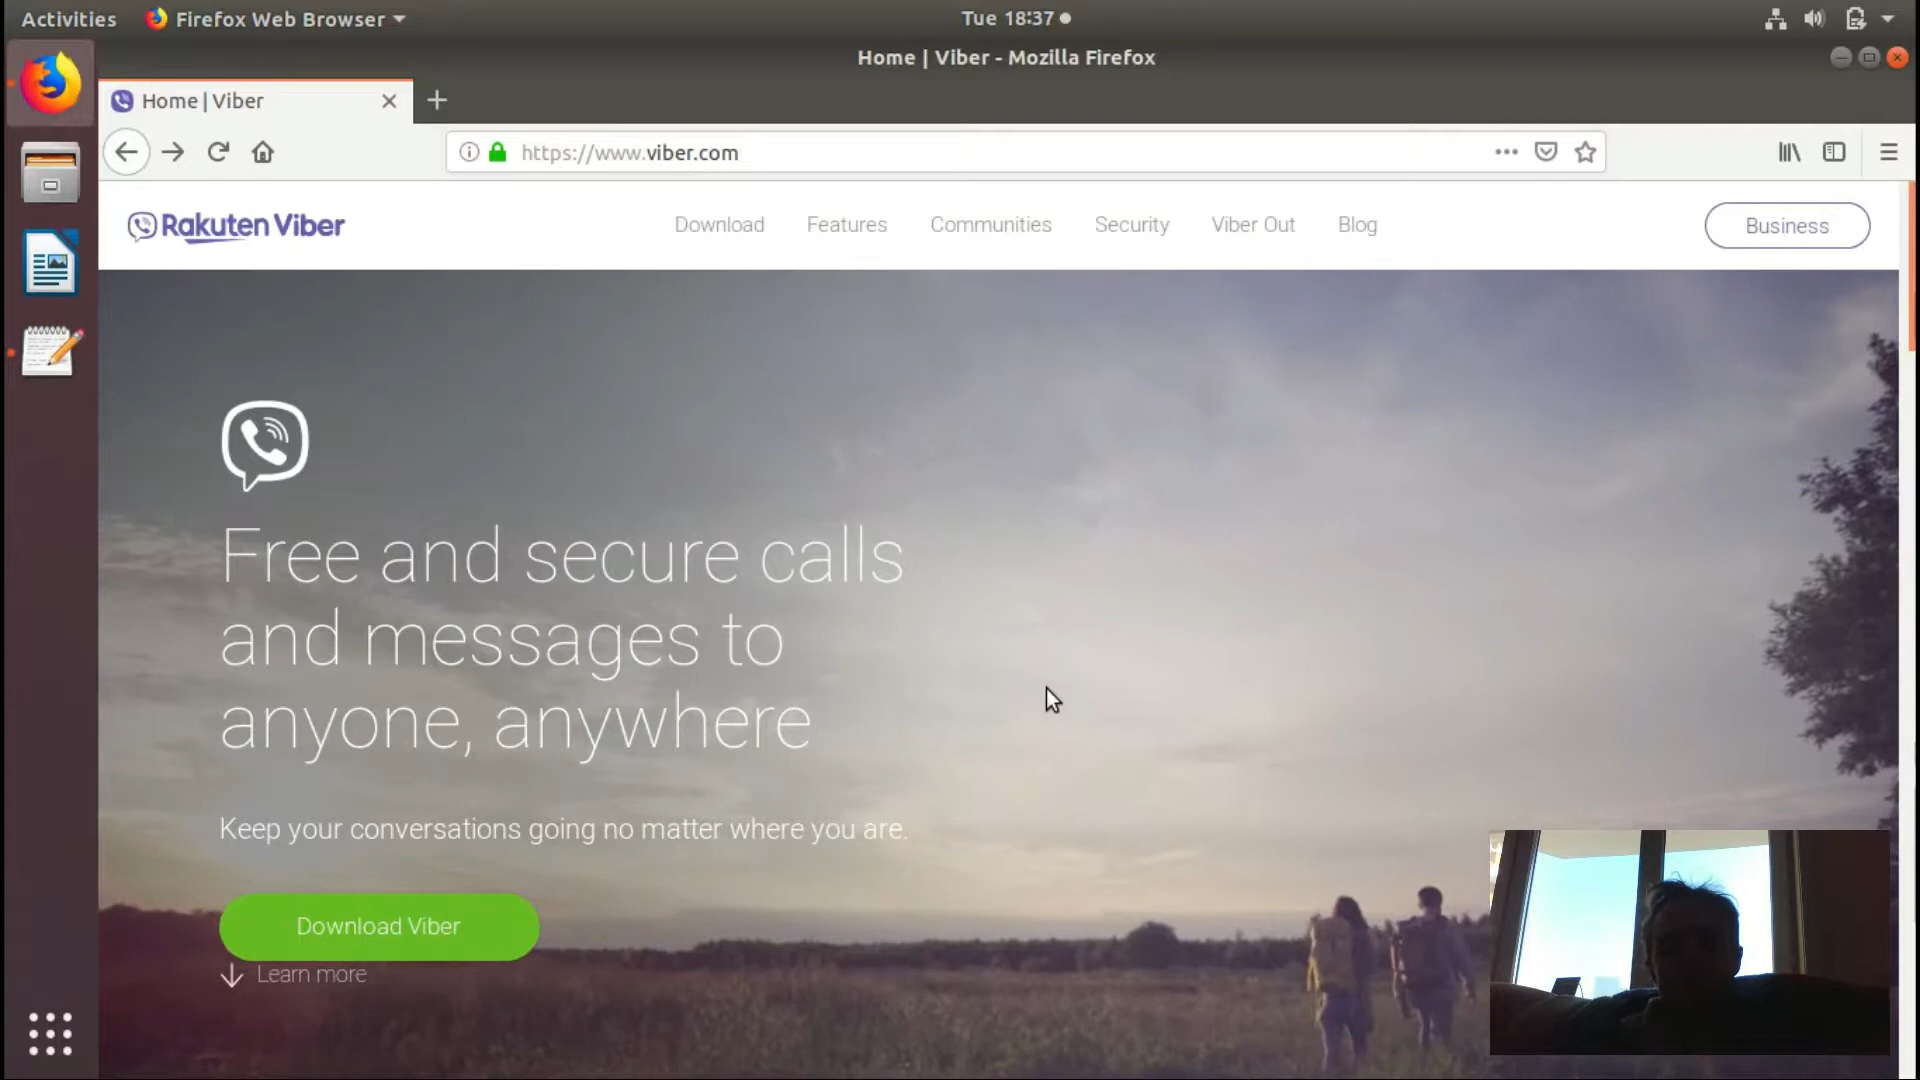 Activities
Firefox Web Browser
Tue 18:37
Home | Viber - Mozilla Firefox
Home | Viber
https://www.viber.com
Rakuten Viber
Download
Features
Communities
Security
Viber Out
Blog
Business
Free and secure calls
and messages to
anyone, anywhere
Keep your conversations going no matter where you are.
Download Viber
Learn more